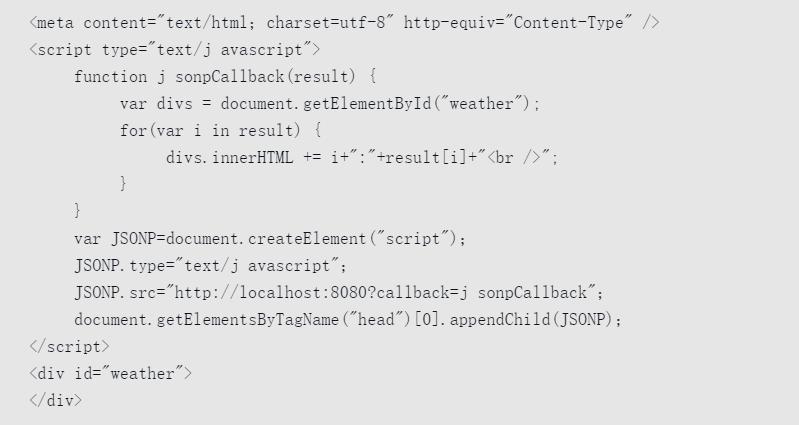 <meta content="text/html; charset=utf-8" http-equiv="Content-Type" />
<script type="text/j avascript">
function j sonpCallback(result) {
var divs = document.getElementById("weather");
for(var i in result) {
divs.innerHTML += i+":"+result[i]+"<br />";
}
}
var JSONP=document.createElement("script");
JSONP.type="text/j avascript";
JSONP.src="http://localhost:8080?callback=j sonpCallback";
document.getElementsByTagName("head")[0].appendChild(JSONP);
</script>
<div id="weather">
</div>